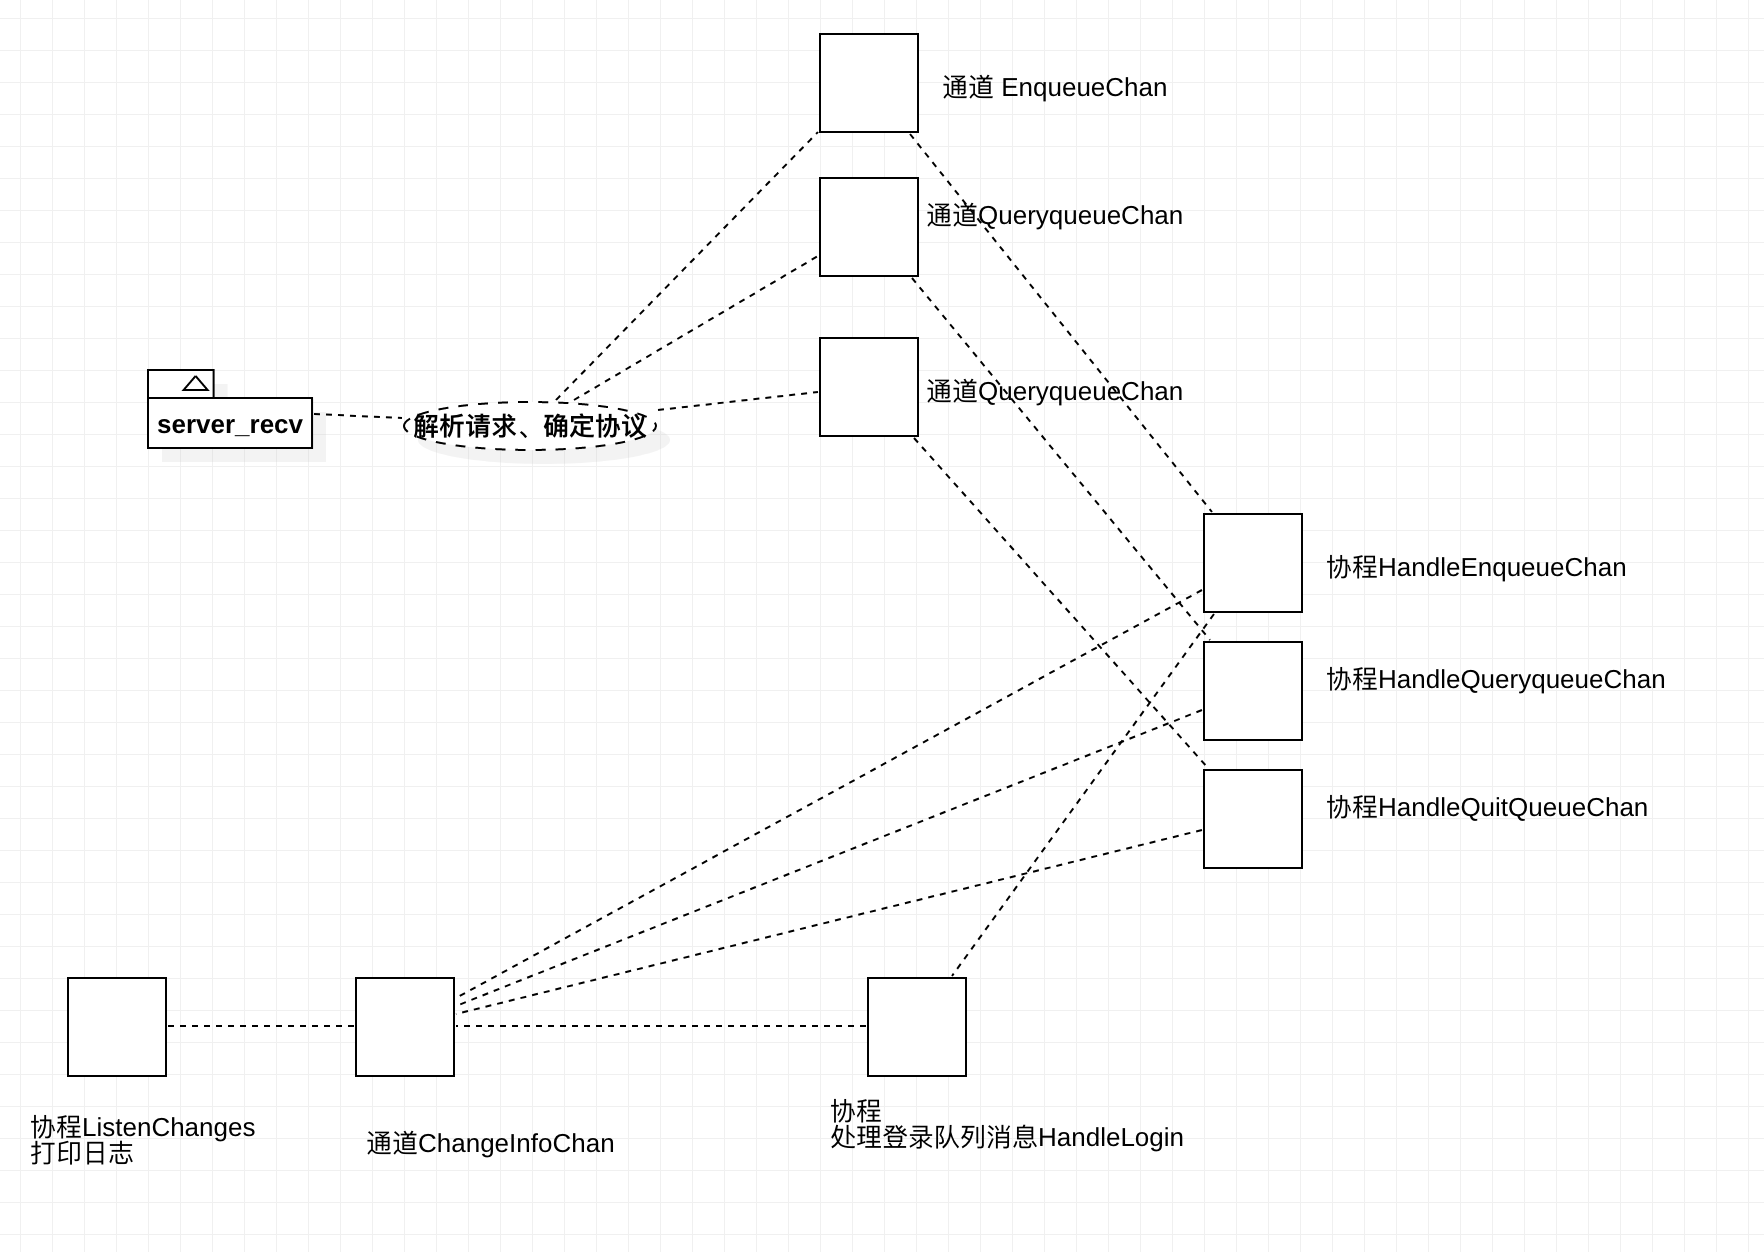 通道 EnqueueChan
通道QueryqueueChan
通道QueryqueueChan
server_recv
解析请求、确定协议
协程HandleEnqueueChan
协程HandleQueryqueueChan
协程HandleQuitQueueChan
协程ListenChanges
打印日志
通道ChangeInfoChan
协程
处理登录队列消息HandleLogin